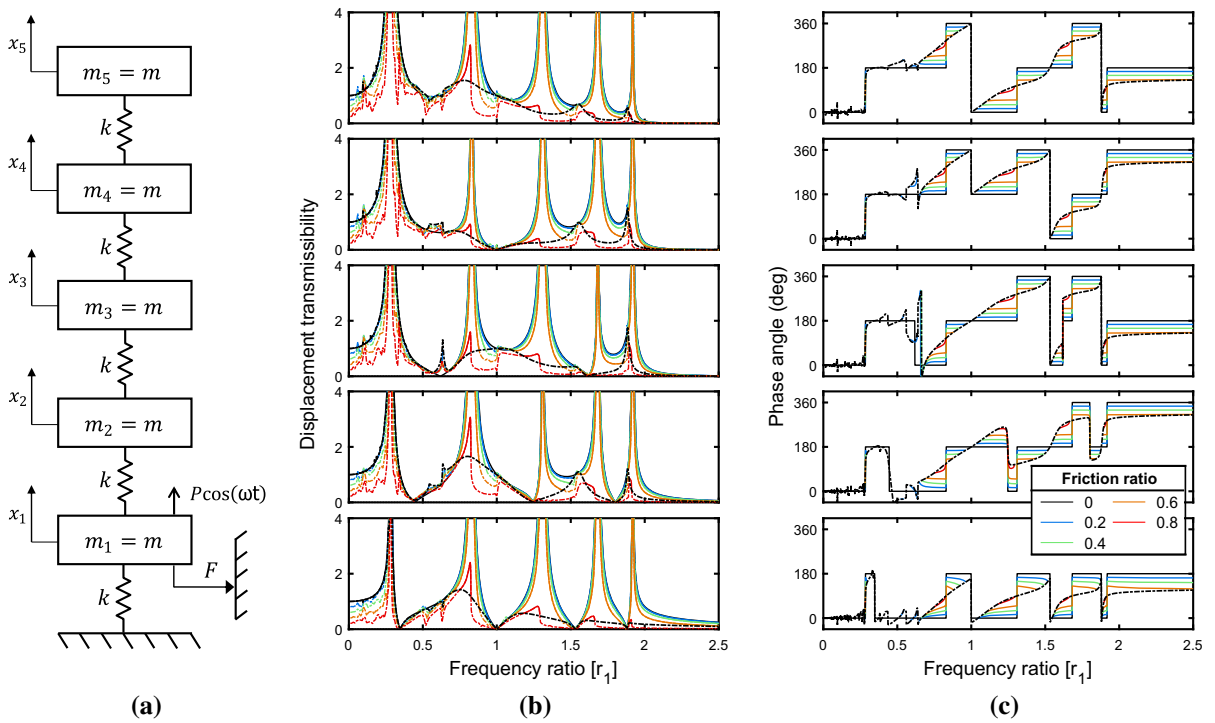 x₅
m₅ = m
k
x₄
m₄ = m
k
x₃
m₃ = m
k
x₂
m₂ = m
k
Pcos(ωt)
x₁
m₁ = m
F
k
(a)
Displacement transmissibility
4
2
0
4
2
0
4
2
0
4
2
0
4
2
0
0 0.5 1 1.5 2 2.5
Frequency ratio [r₁]
(b)
Phase angle (deg)
360
180
0
360
180
0
360
180
0
360
180
0
360
180
0
Friction ratio
0 0.6
0.2 0.8
0.4
0 0.5 1 1.5 2 2.5
Frequency ratio [r₁]
(c)